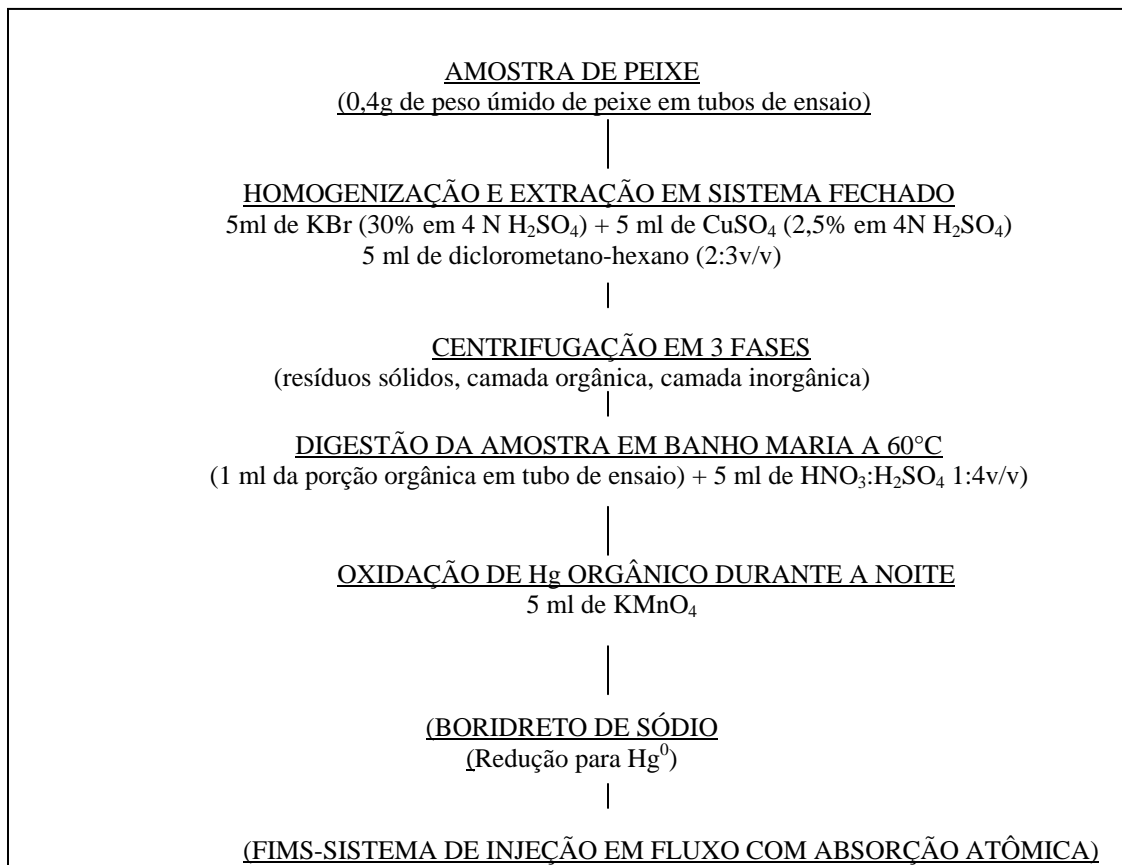 AMOSTRA DE PEIXE
(0,4g de peso úmido de peixe em tubos de ensaio)
HOMOGENIZAÇÃO E EXTRAÇÃO EM SISTEMA FECHADO
5ml de KBr (30% em 4 N H₂SO₄) + 5 ml de CuSO₄ (2,5% em 4N H₂SO₄)
5 ml de diclorometano-hexano (2:3v/v)
CENTRIFUGAÇÃO EM 3 FASES
(resíduos sólidos, camada orgânica, camada inorgânica)
DIGESTÃO DA AMOSTRA EM BANHO MARIA A 60°C
(1 ml da porção orgânica em tubo de ensaio) + 5 ml de HNO₃:H₂SO₄ 1:4v/v)
OXIDAÇÃO DE Hg ORGÂNICO DURANTE A NOITE
5 ml de KMnO₄
(BORIDRETO DE SÓDIO
(Redução para Hg⁰)
(FIMS-SISTEMA DE INJEÇÃO EM FLUXO COM ABSORÇÃO ATÔMICA)